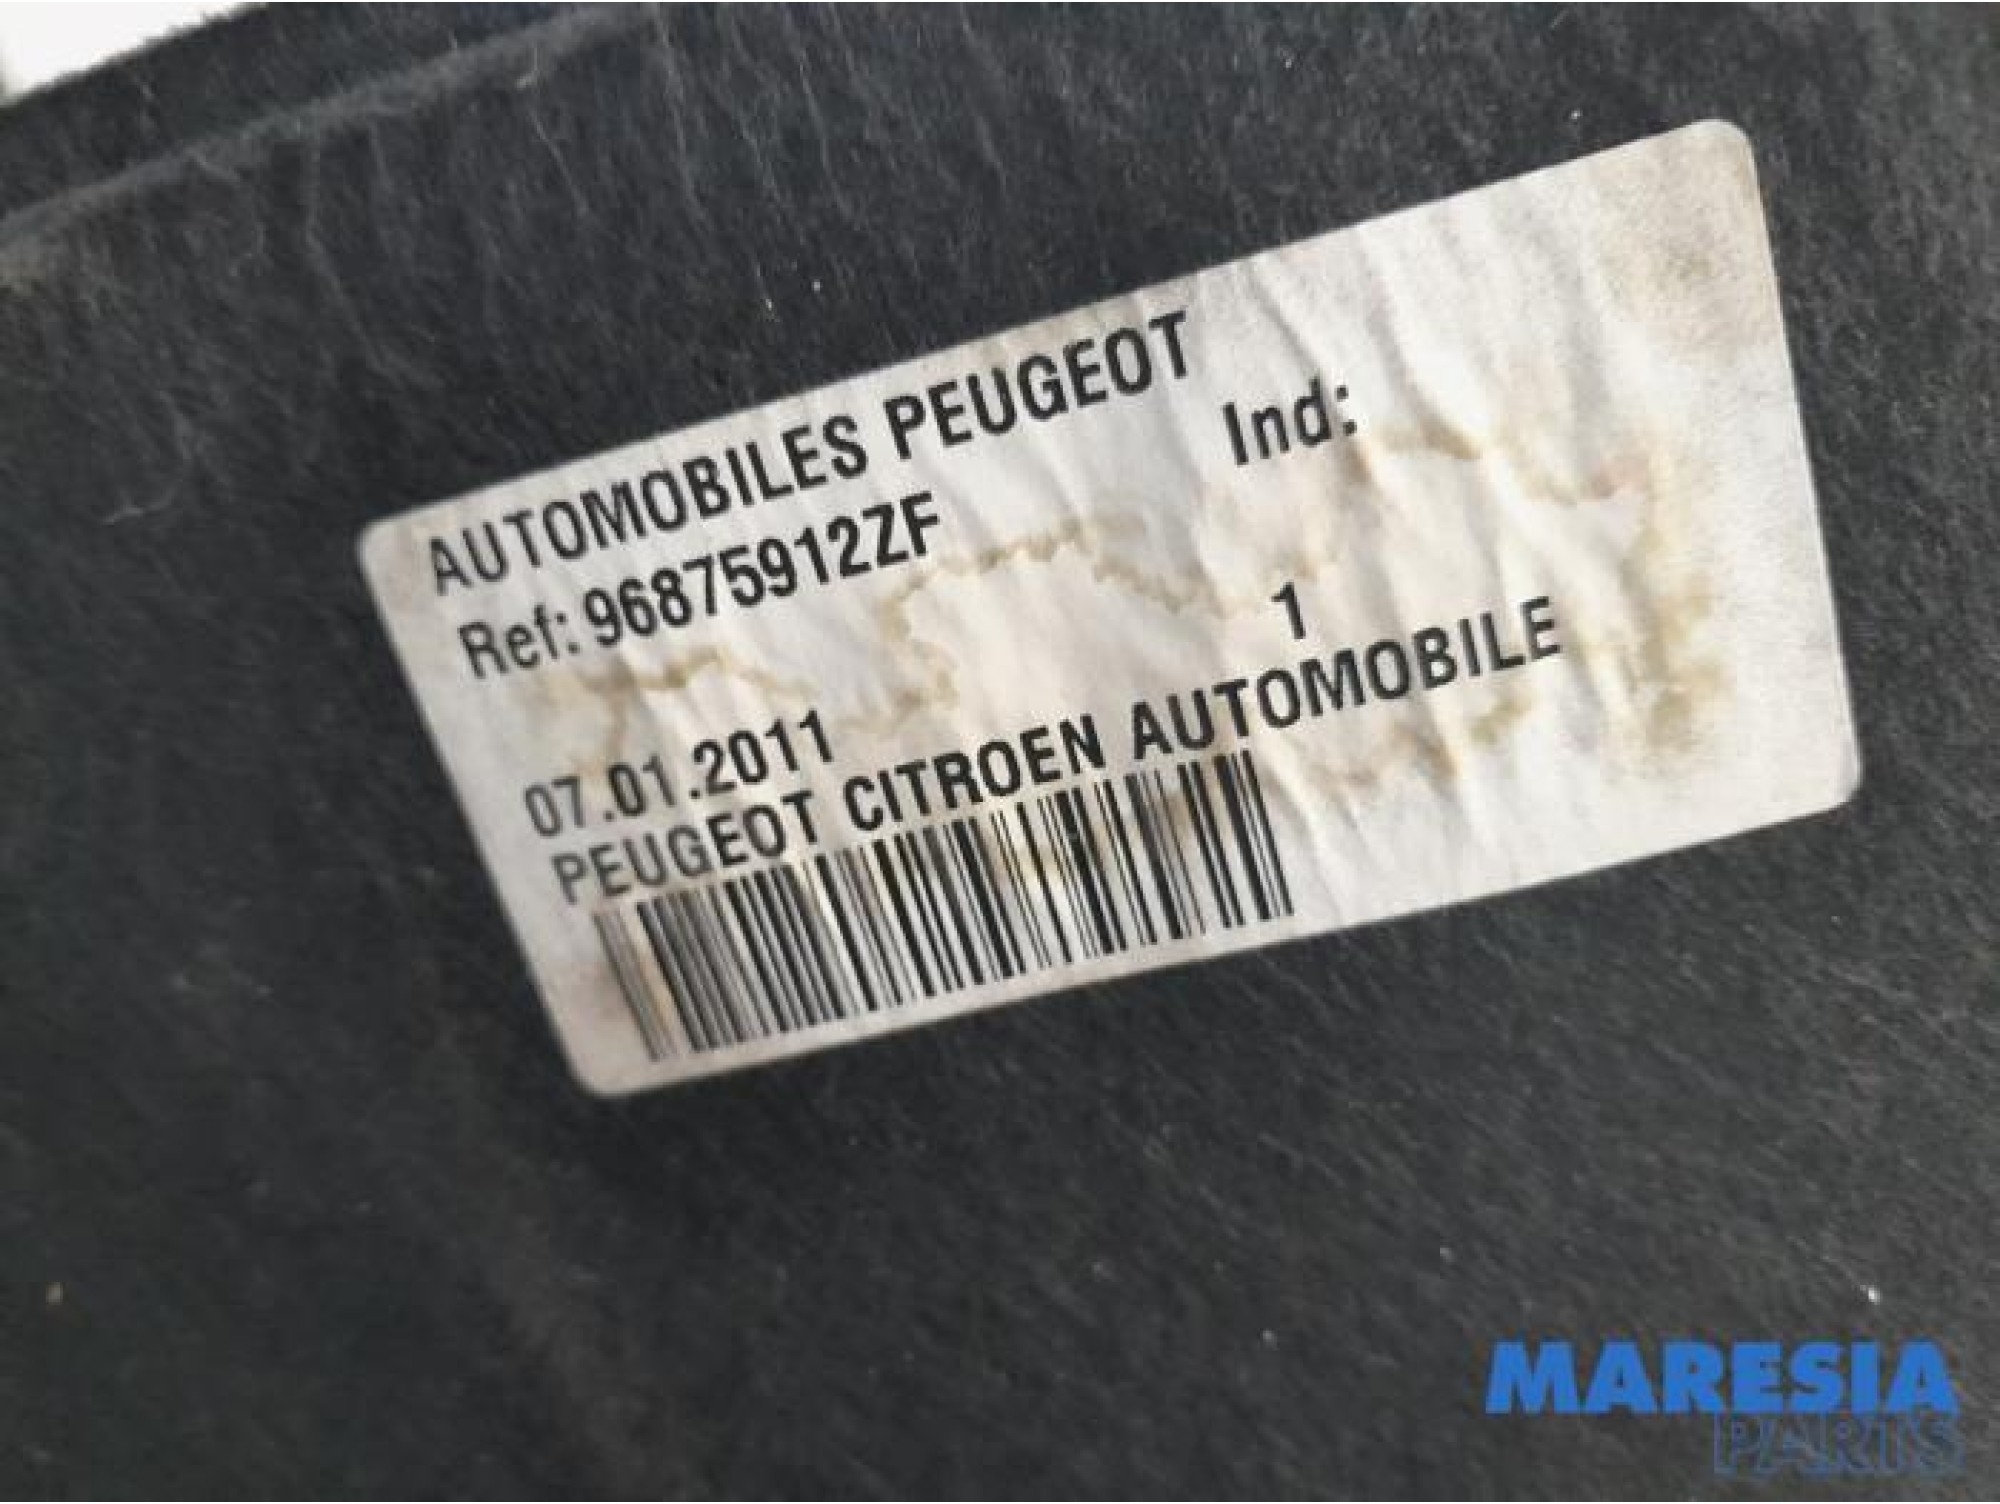 AUTOMOBILES PEUGEOT
Ref: 96875912ZF Ind:
07.01.2011 1
PEUGEOT CITROEN AUTOMOBILE
MARESIA
PARTS